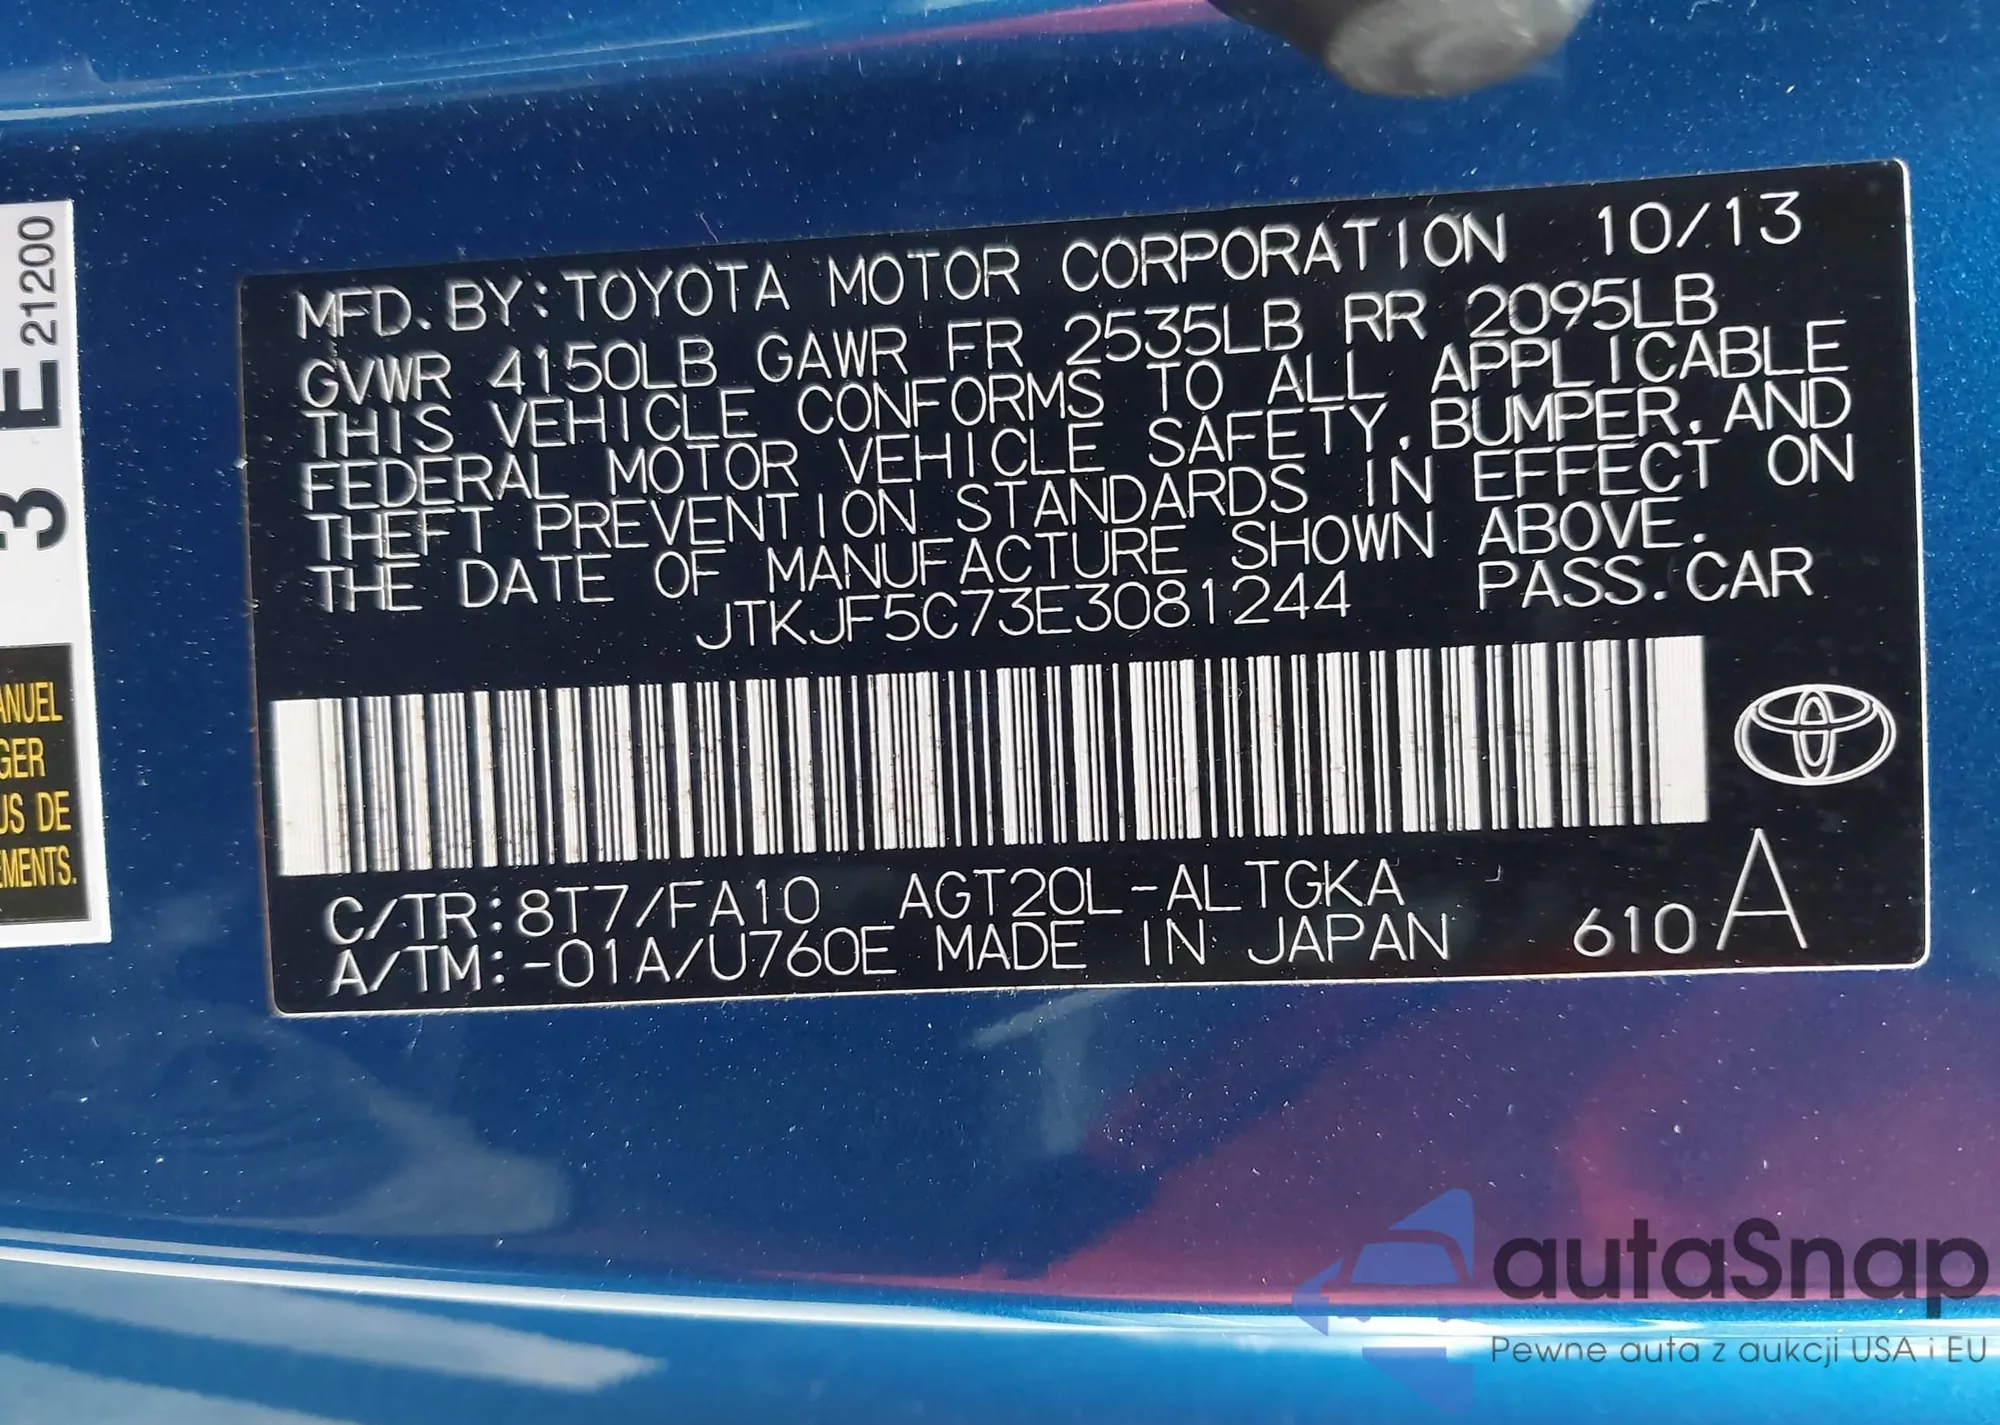 MFD. BY: TOYOTA MOTOR CORPORATION 10/13
GVWR 4150LB GAWR FR 2535LB RR 2095LB
THIS VEHICLE CONFORMS TO ALL APPLICABLE
FEDERAL MOTOR VEHICLE SAFETY, BUMPER, AND
THEFT PREVENTION STANDARDS IN EFFECT ON
THE DATE OF MANUFACTURE SHOWN ABOVE.
JTKJF5C73E3081244 PASS. CAR
C/TR: 8T7/FA10 AGT20L-ALTGKA
A/TM: -01A/U760E MADE IN JAPAN 610 A
3 E 21200
ANUEL
GER
US DE
EMENTS.
autaSnap
Pewne auta z aukcji USA i EU